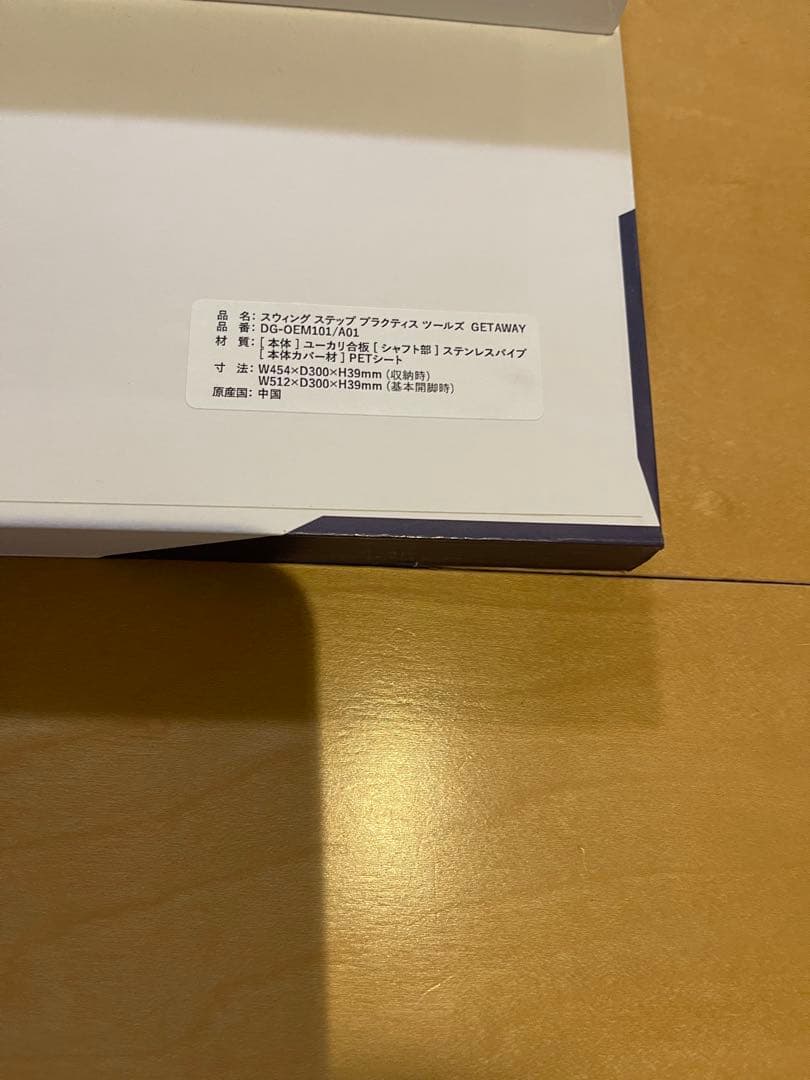 品 名：スウィング ステップ プラクティス ツールズ GETAWAY
品 番：DG-OEM101/A01
材 質：[ 本体 ] ユーカリ合板 [ シャフト部 ] ステンレスパイプ
[ 本体カバー材 ] PETシート
寸 法：W454×D300×H39mm（収納時）
W512×D300×H39mm（基本開脚時）
原産国：中国